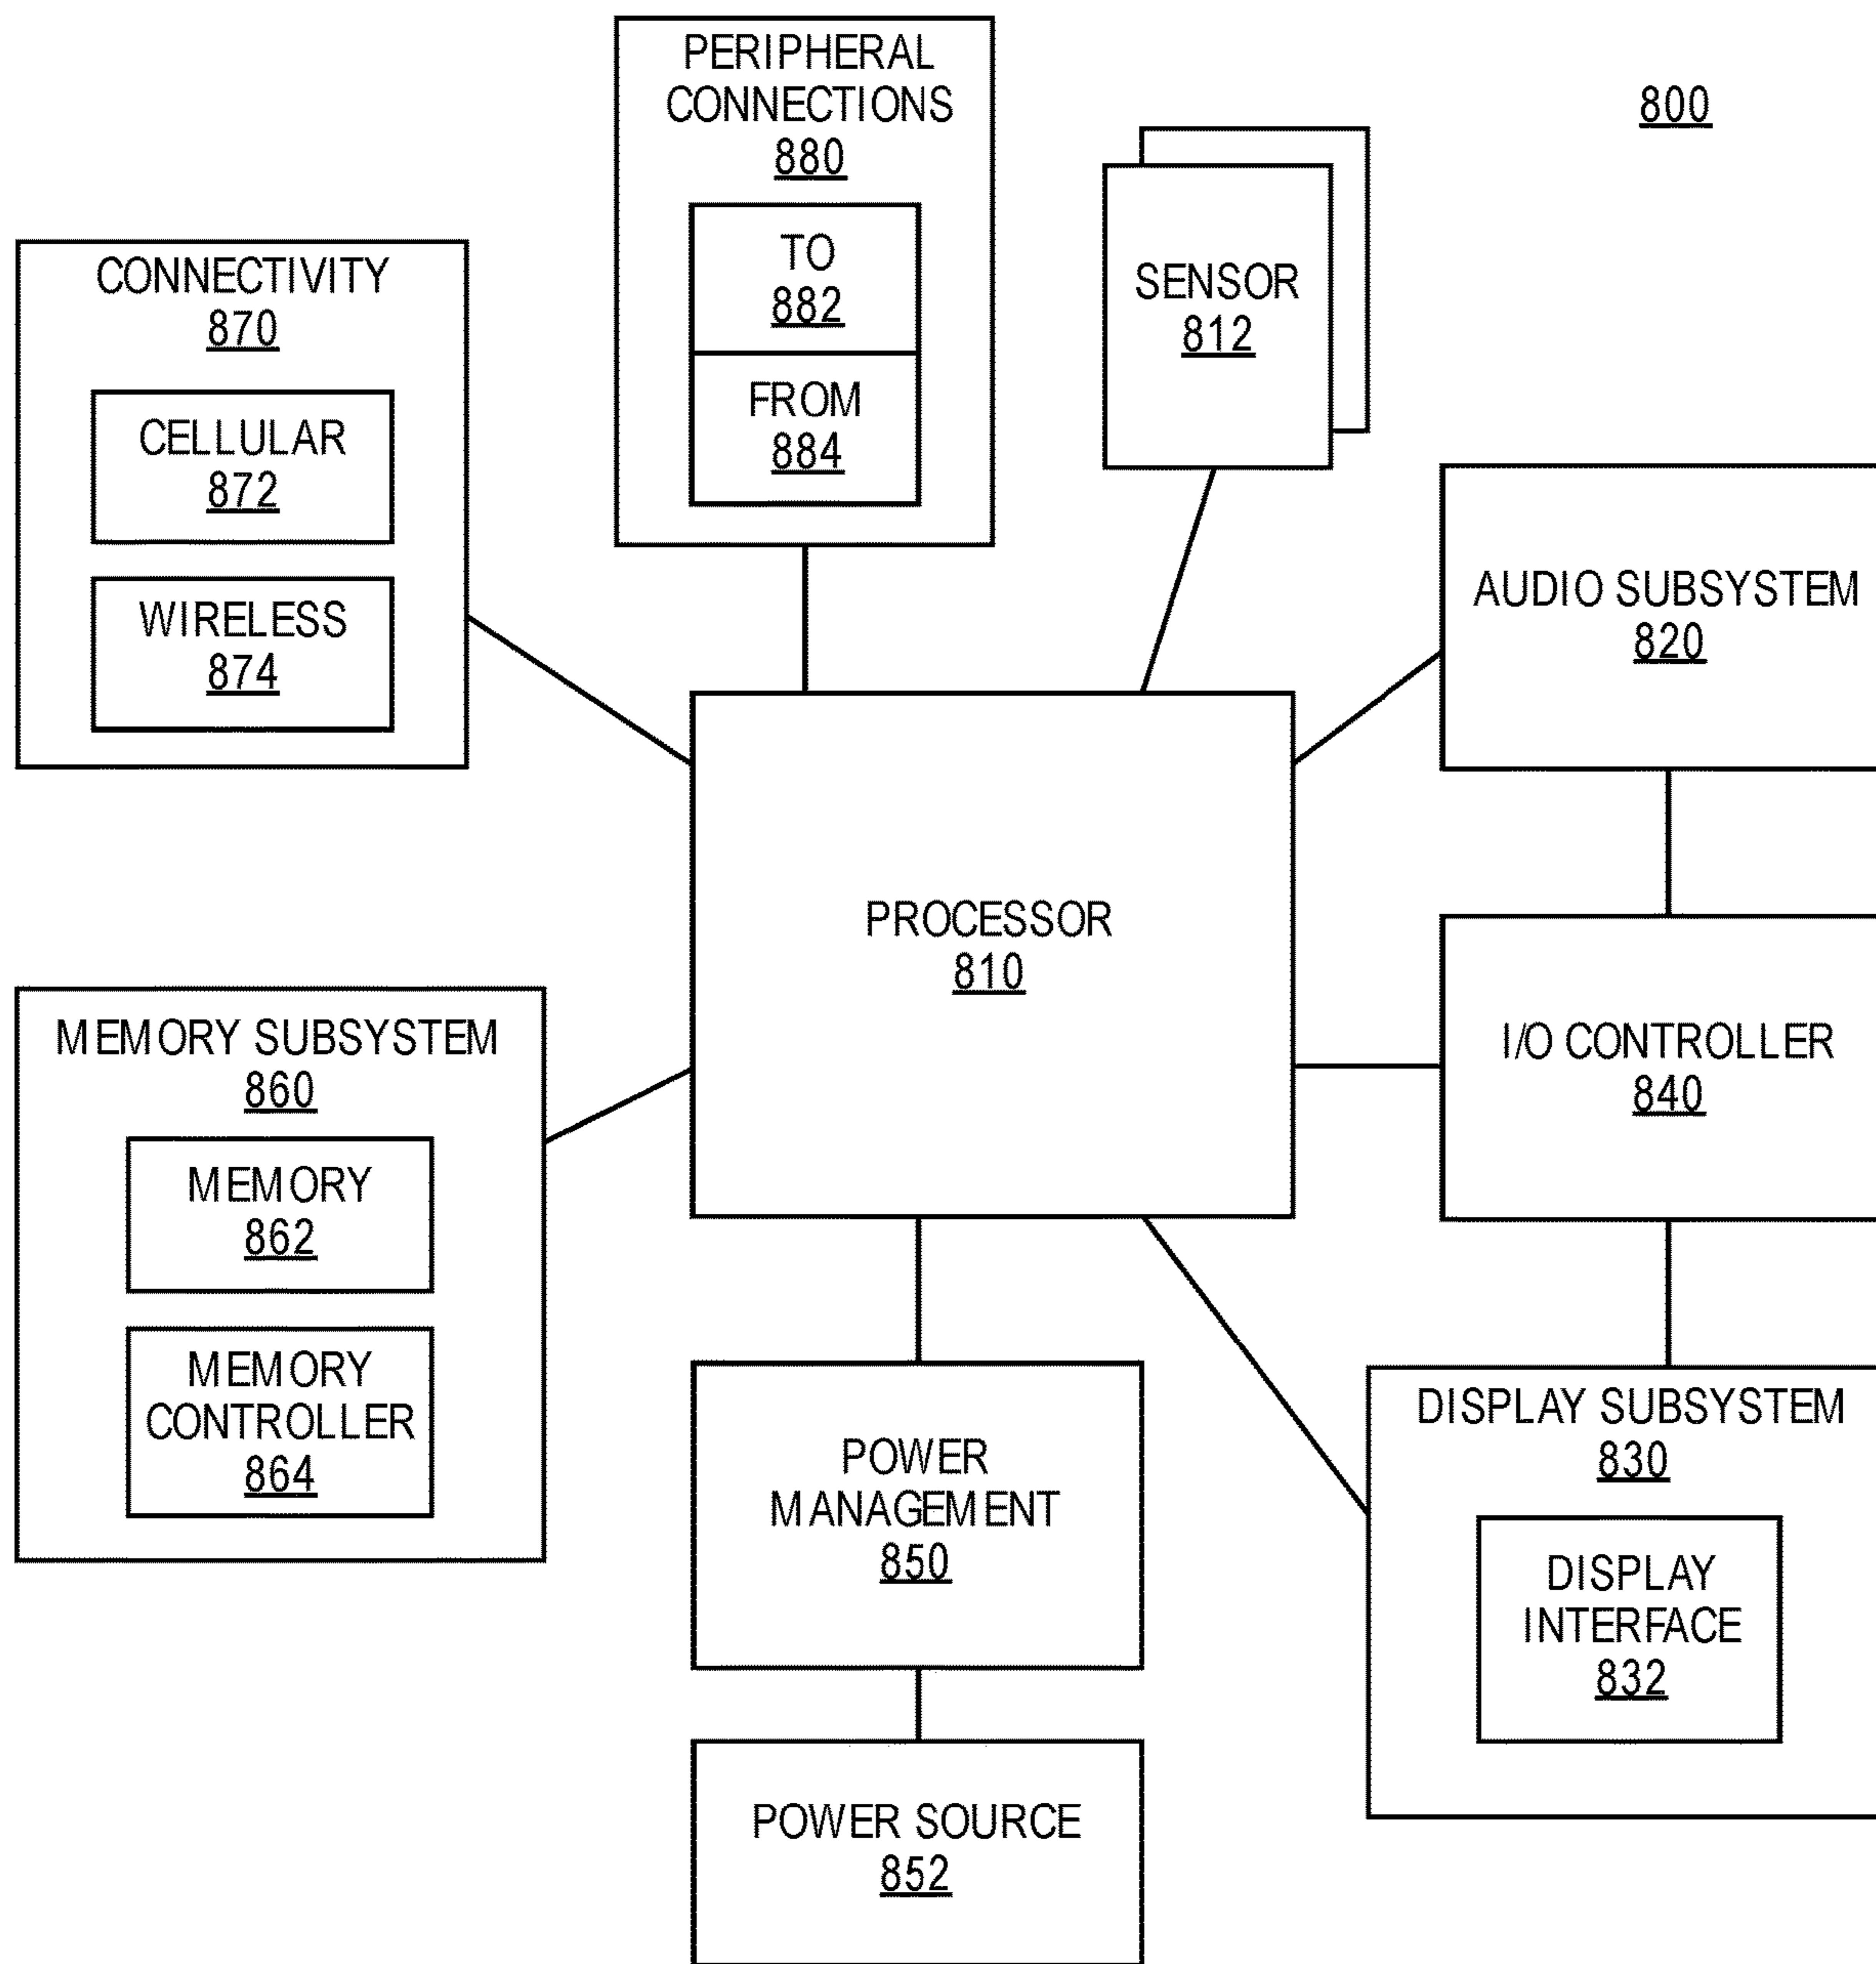 PERIPHERAL
CONNECTIONS
880
TO
882
FROM
884
800
SENSOR
812
CONNECTIVITY
870
CELLULAR
872
WIRELESS
874
AUDIO SUBSYSTEM
820
PROCESSOR
810
I/O CONTROLLER
840
MEMORY SUBSYSTEM
860
MEMORY
862
MEMORY
CONTROLLER
864
POWER
MANAGEMENT
850
DISPLAY SUBSYSTEM
830
DISPLAY
INTERFACE
832
POWER SOURCE
852